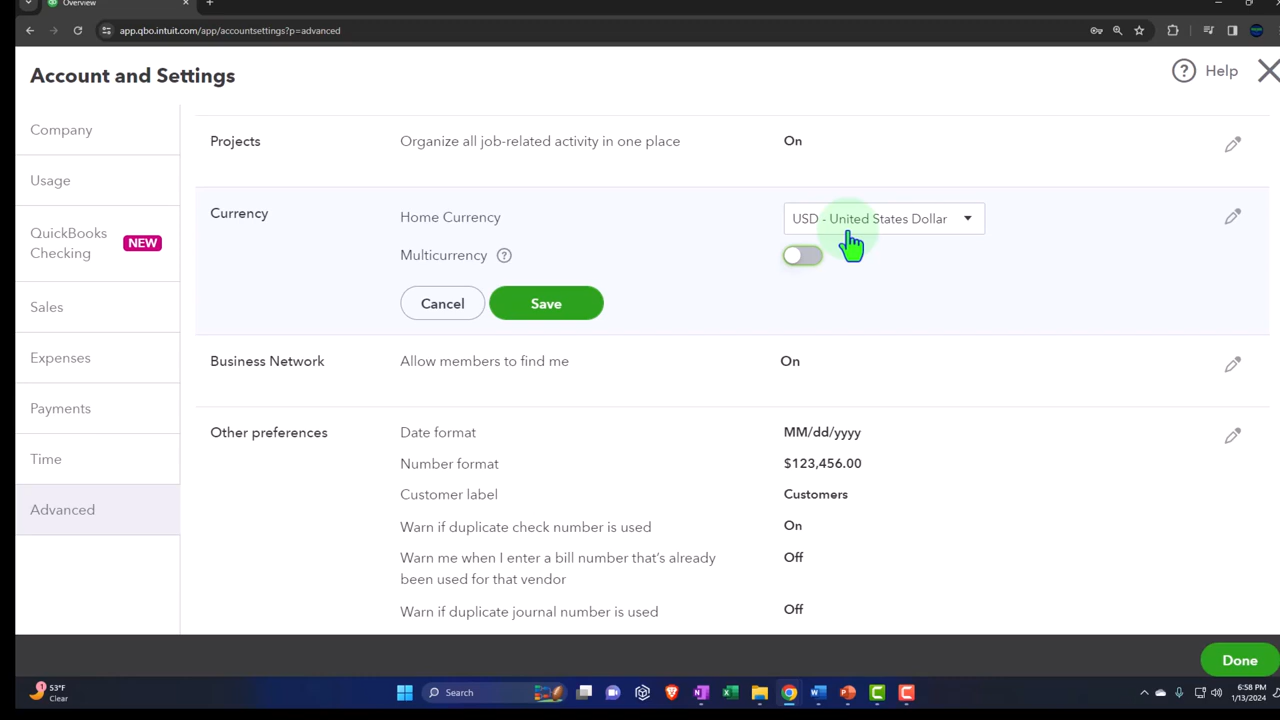 Overview
app.qbo.intuit.com/app/accountsettings?p=advanced
Account and Settings
Help
Company
Usage
QuickBooks
Checking
NEW
Sales
Expenses
Payments
Time
Advanced
Projects
Organize all job-related activity in one place
On
Currency
Home Currency
USD - United States Dollar
Multicurrency
Cancel
Save
Business Network
Allow members to find me
On
Other preferences
Date format
MM/dd/yyyy
Number format
$123,456.00
Customer label
Customers
Warn if duplicate check number is used
On
Warn me when I enter a bill number that's already
been used for that vendor
Off
Warn if duplicate journal number is used
Off
Done
53°F
Clear
Search
6:58 PM
1/13/2024